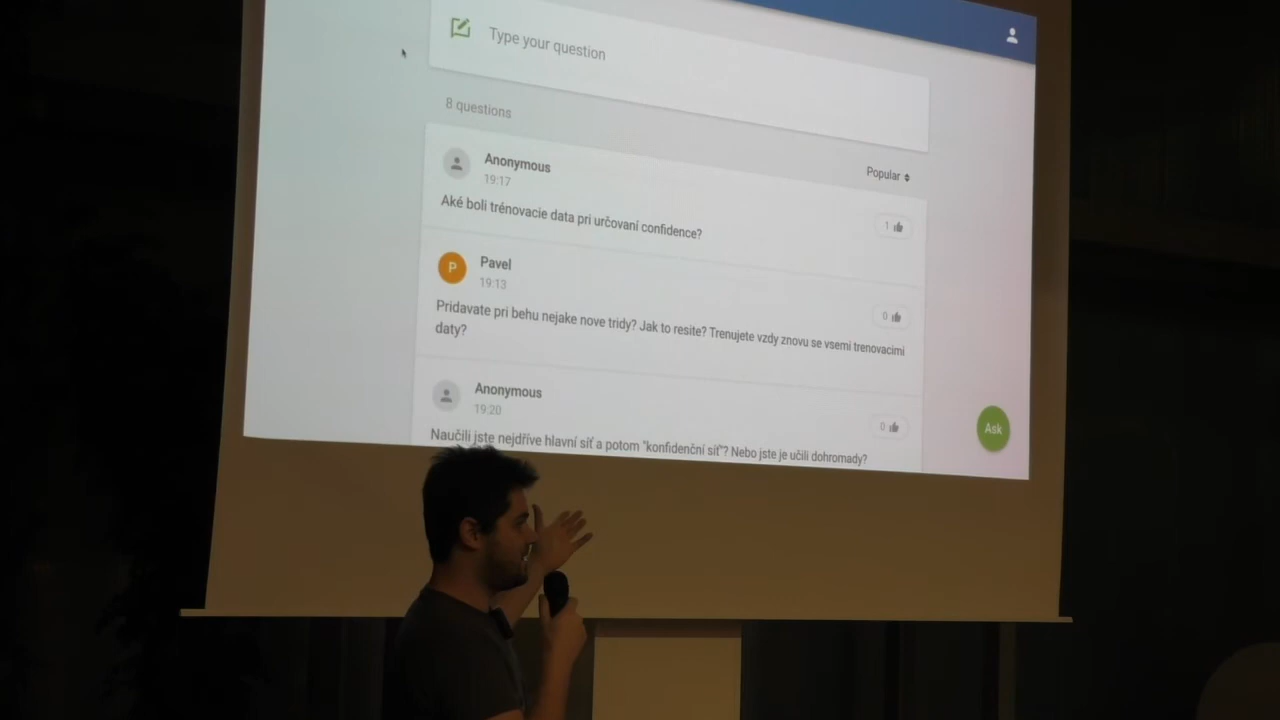 Type your question
8 questions
Popular
Anonymous
19:17
Aké boli trénovacie data pri určovaní confidence?
1
P
Pavel
19:13
Pridavate pri behu nejake nove tridy? Jak to resite? Trenujete vzdy znovu se vsemi trenovacimi
daty?
0
Anonymous
19:20
Naučili jste nejdříve hlavní síť a potom "konfidenční síť"? Nebo jste je učili dohromady?
0
Ask